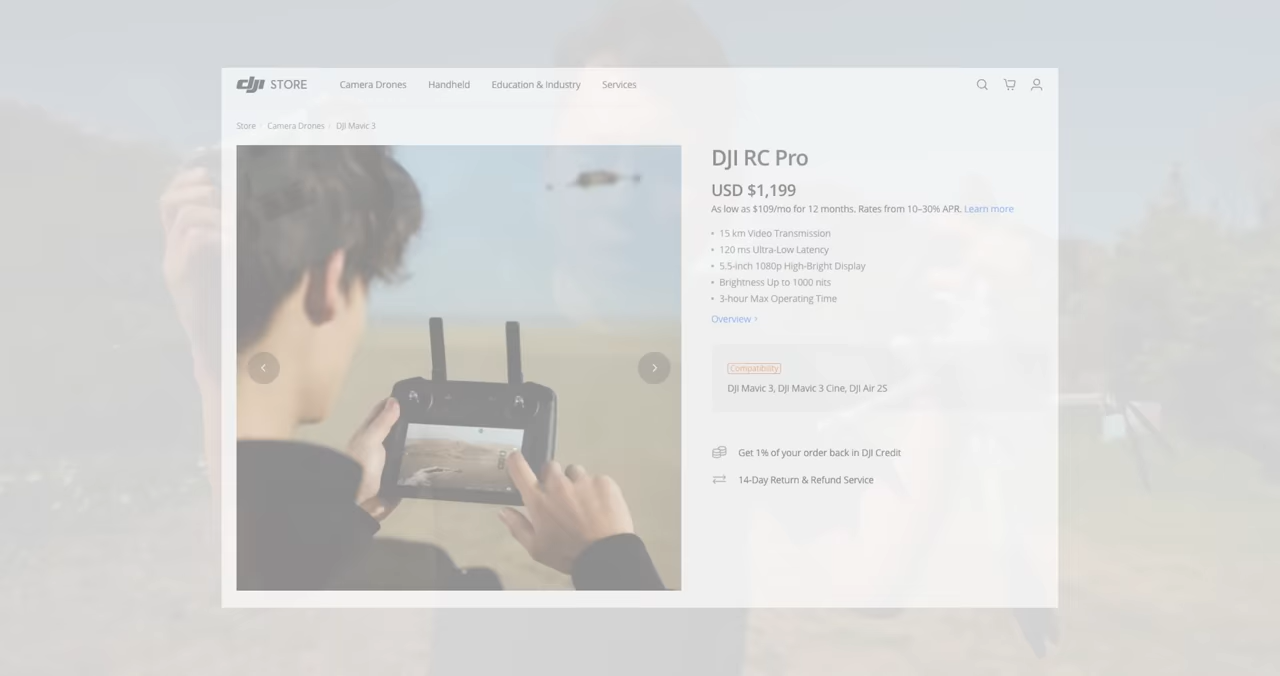 dji STORE Camera Drones Handheld Education & Industry Services
Store › Camera Drones › DJI Mavic 3
DJI RC Pro
USD $1,199
As low as $109/mo for 12 months. Rates from 10–30% APR. Learn more
• 15 km Video Transmission
• 120 ms Ultra-Low Latency
• 5.5-inch 1080p High-Bright Display
• Brightness Up to 1000 nits
• 3-hour Max Operating Time
Overview ›
Compatibility
DJI Mavic 3, DJI Mavic 3 Cine, DJI Air 2S
Get 1% of your order back in DJI Credit
14-Day Return & Refund Service